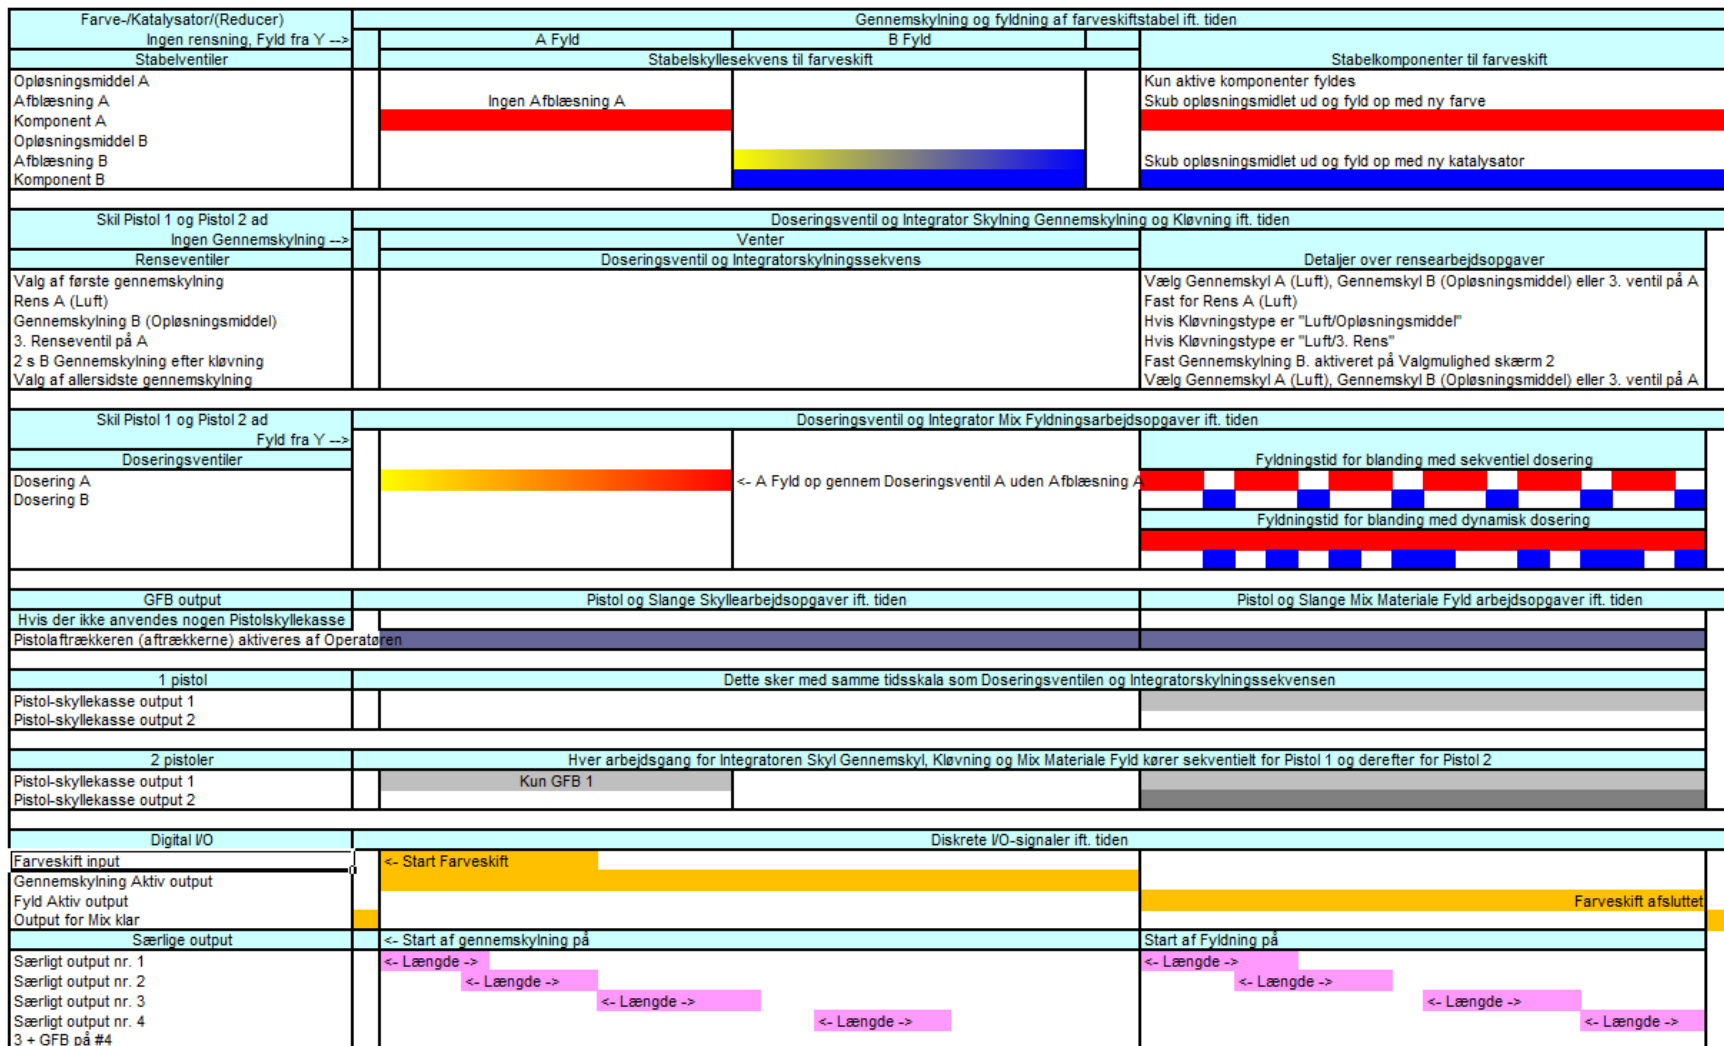 Farve-/Katalysator/(Reducer)
Gennemskylning og fyldning af farveskiftstabel ift. tiden
Ingen rensning, Fyld fra Y -->
A Fyld
B Fyld
Stabelventiler
Stabelskyllesekvens til farveskift
Stabelkomponenter til farveskift
Opløsningsmiddel A
Kun aktive komponenter fyldes
Afblæsning A
Ingen Afblæsning A
Skub opløsningsmidlet ud og fyld op med ny farve
Komponent A
Opløsningsmiddel B
Afblæsning B
Skub opløsningsmidlet ud og fyld op med ny katalysator
Komponent B
Skil Pistol 1 og Pistol 2 ad
Doseringsventil og Integrator Skylning Gennemskylning og Kløvning ift. tiden
Ingen Gennemskylning -->
Venter
Renseventiler
Doseringsventil og Integratorskylningssekvens
Detaljer over rensearbejdsopgaver
Valg af første gennemskylning
Vælg Gennemskyl A (Luft), Gennemskyl B (Opløsningsmiddel) eller 3. ventil på A
Rens A (Luft)
Fast for Rens A (Luft)
Gennemskylning B (Opløsningsmiddel)
Hvis Kløvningstype er "Luft/Opløsningsmiddel"
3. Renseventil på A
Hvis Kløvningstype er "Luft/3. Rens"
2 s B Gennemskylning efter kløvning
Fast Gennemskylning B. aktiveret på Valgmulighed skærm 2
Valg af allersidste gennemskylning
Vælg Gennemskyl A (Luft), Gennemskyl B (Opløsningsmiddel) eller 3. ventil på A
Skil Pistol 1 og Pistol 2 ad
Doseringsventil og Integrator Mix Fyldningsarbejdsopgaver ift. tiden
Fyld fra Y -->
Doseringsventiler
Fyldningstid for blanding med sekventiel dosering
Dosering A
<- A Fyld op gennem Doseringsventil A uden Afblæsning A
Dosering B
Fyldningstid for blanding med dynamisk dosering
GFB output
Pistol og Slange Skyllearbejdsopgaver ift. tiden
Pistol og Slange Mix Materiale Fyld arbejdsopgaver ift. tiden
Hvis der ikke anvendes nogen Pistolskyllekasse
Pistolaftrækkeren (aftrækkerne) aktiveres af Operatøren
1 pistol
Dette sker med samme tidsskala som Doseringsventilen og Integratorskylningssekvensen
Pistol-skyllekasse output 1
Pistol-skyllekasse output 2
2 pistoler
Hver arbejdsgang for Integratoren Skyl Gennemskyl, Kløvning og Mix Materiale Fyld kører sekventielt for Pistol 1 og derefter for Pistol 2
Pistol-skyllekasse output 1
Kun GFB 1
Pistol-skyllekasse output 2
Digital I/O
Diskrete I/O-signaler ift. tiden
Farveskift input
<- Start Farveskift
Gennemskylning Aktiv output
Fyld Aktiv output
Farveskift afsluttet
Output for Mix klar
Særlige output
<- Start af gennemskylning på
Start af Fyldning på
Særligt output nr. 1
<- Længde ->
<- Længde ->
Særligt output nr. 2
<- Længde ->
<- Længde ->
Særligt output nr. 3
<- Længde ->
<- Længde ->
Særligt output nr. 4
<- Længde ->
<- Længde ->
3 + GFB på #4